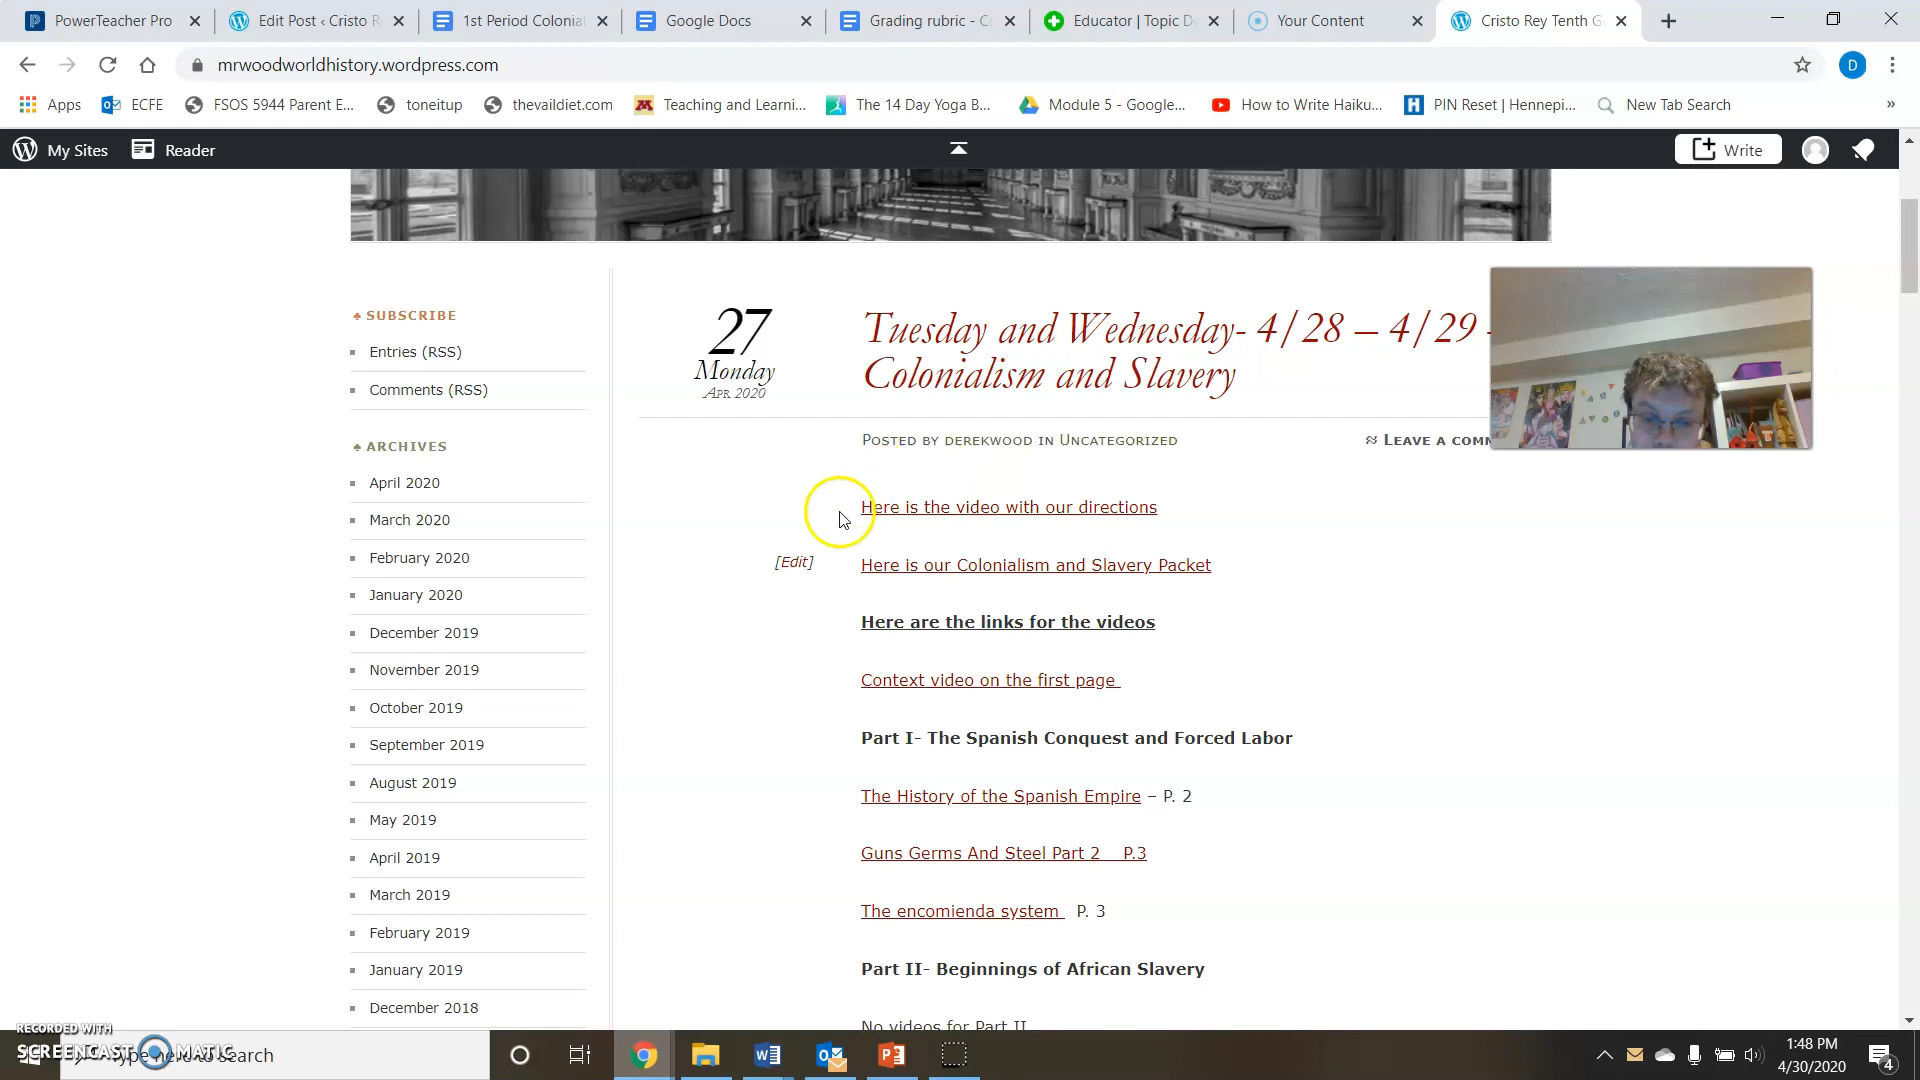 PowerTeacher Pro
Edit Post ‹ Cristo R
1st Period Colonia
Google Docs
Grading rubric - C
Educator | Topic D
Your Content
Cristo Rey Tenth G
mrwoodworldhistory.wordpress.com
D
Apps
ECFE
FSOS 5944 Parent E...
toneitup
thevaildiet.com
Teaching and Learni...
The 14 Day Yoga B...
Module 5 - Google...
How to Write Haiku...
PIN Reset | Hennepi...
New Tab Search
»
My Sites
Reader
Write
SUBSCRIBE
Entries (RSS)
Comments (RSS)
ARCHIVES
April 2020
March 2020
February 2020
January 2020
December 2019
November 2019
October 2019
September 2019
August 2019
May 2019
April 2019
March 2019
February 2019
January 2019
December 2018
27
Monday
Apr 2020
Tuesday and Wednesday- 4/28 – 4/29 -
Colonialism and Slavery
Posted by derekwood in Uncategorized
Leave a comm
Here is the video with our directions
[Edit]
Here is our Colonialism and Slavery Packet
Here are the links for the videos
Context video on the first page
Part I- The Spanish Conquest and Forced Labor
The History of the Spanish Empire – P. 2
Guns Germs And Steel Part 2 P.3
The encomienda system P. 3
Part II- Beginnings of African Slavery
No videos for Part II
RECORDED WITH
SCREENCAST MATIC
Type here to search
1:48 PM
4/30/2020
4